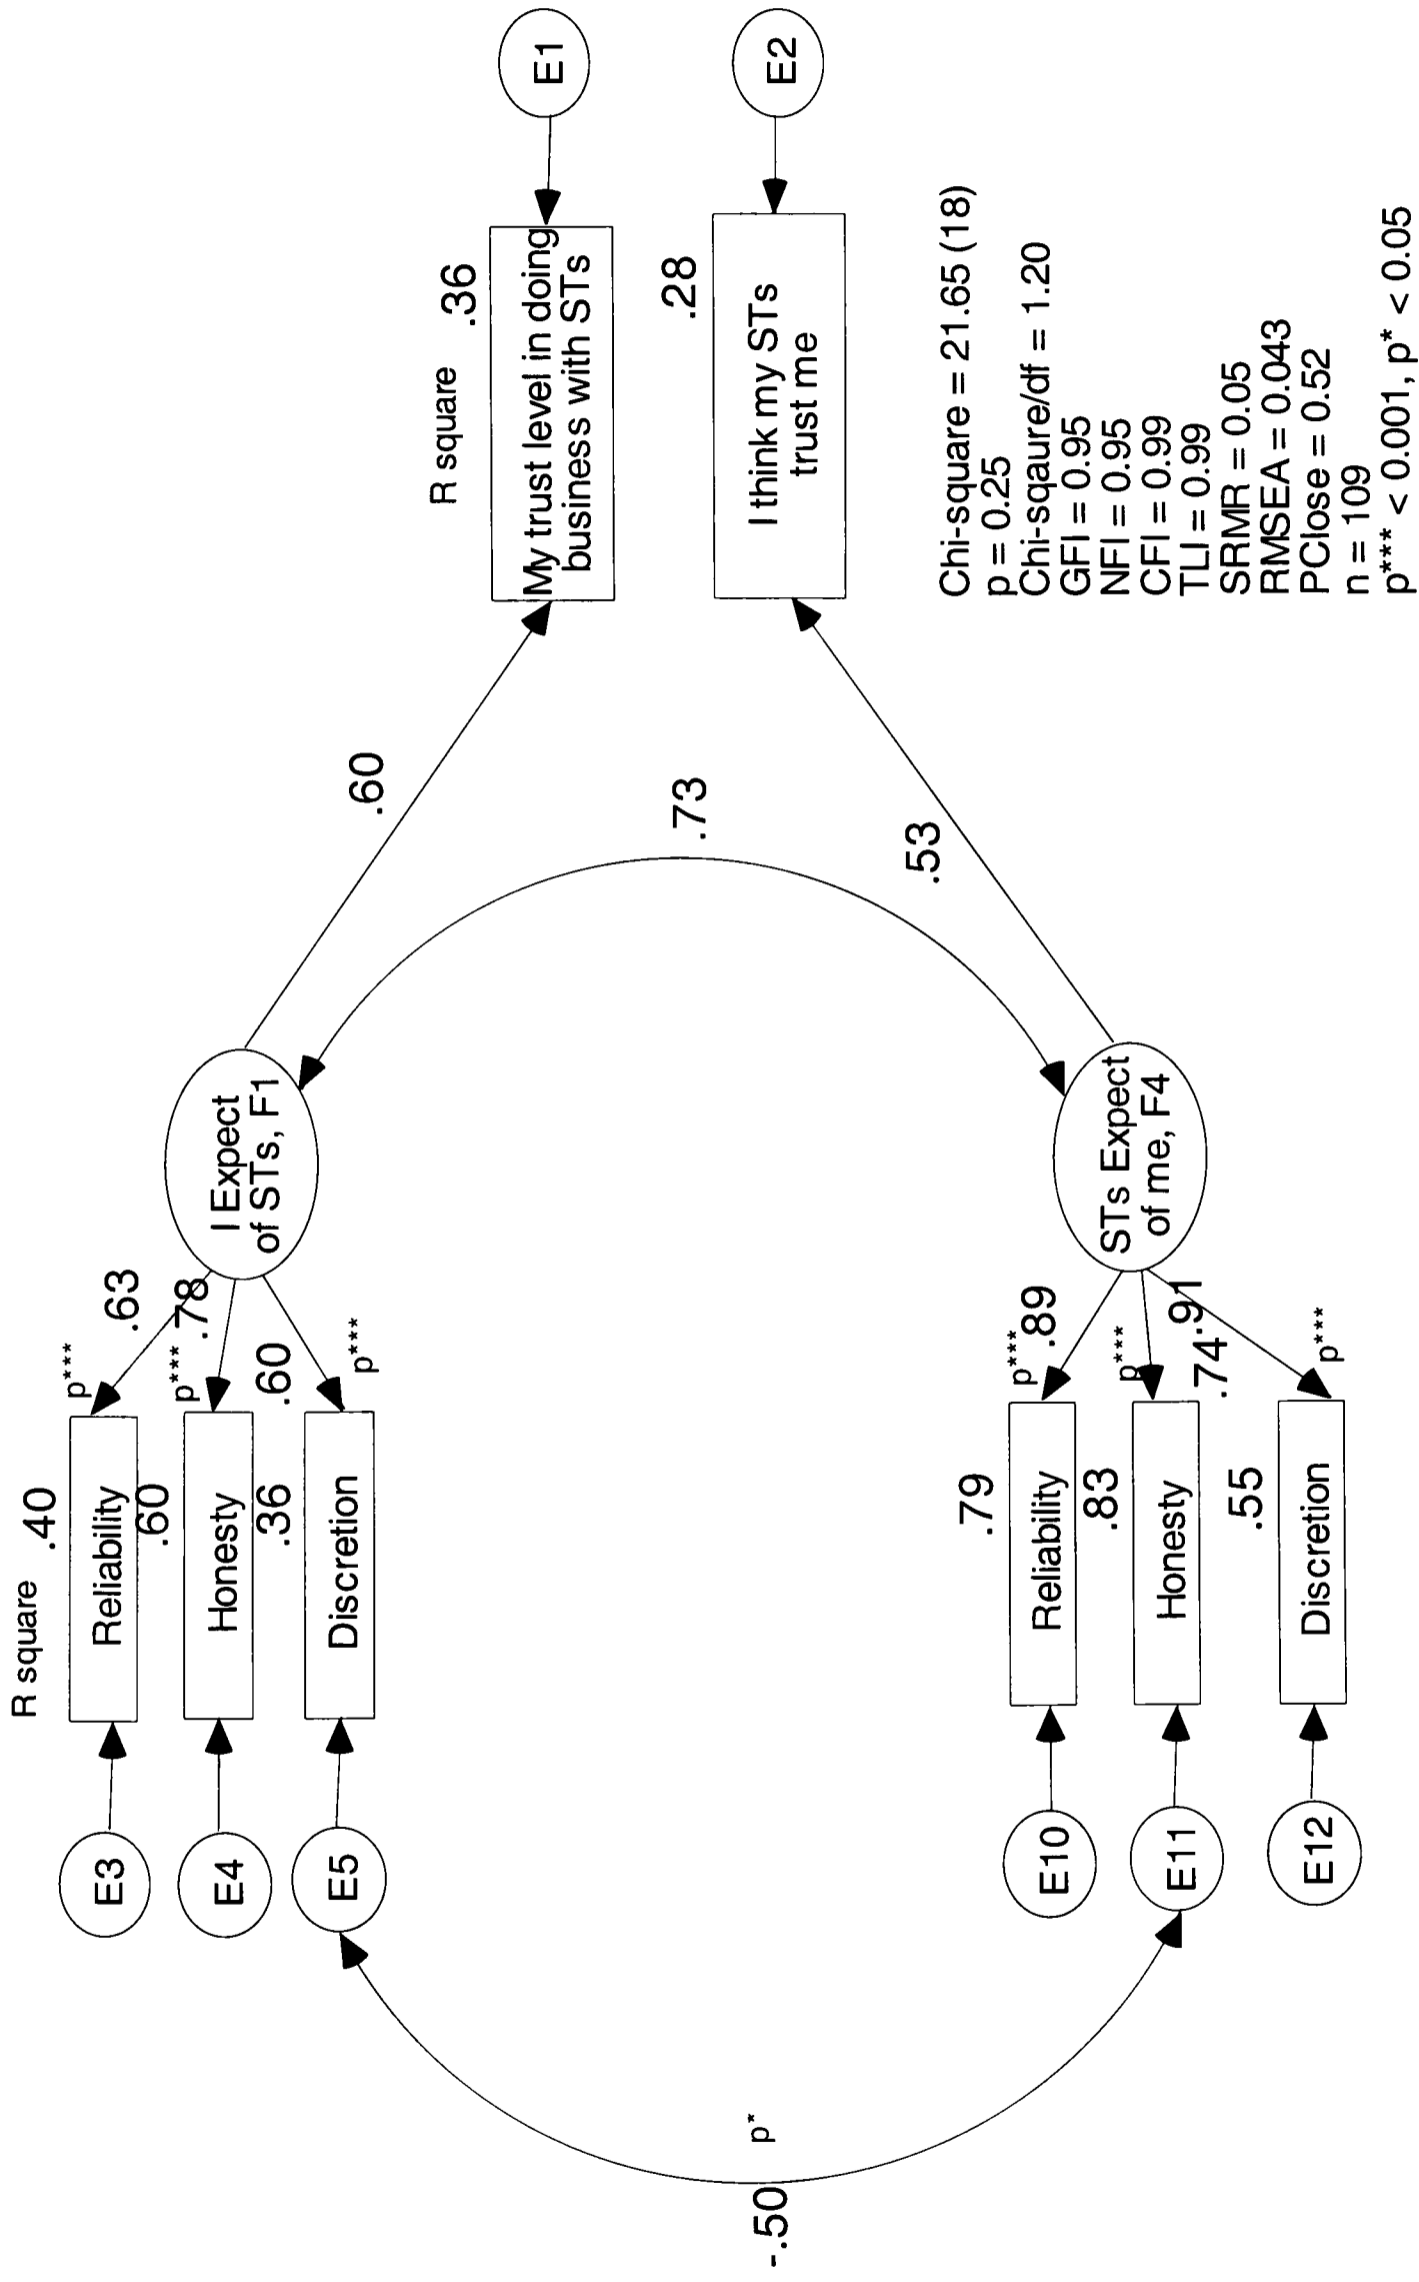 R square
.40
Reliability
E3
p***
.63
.60
Honesty
E4
p***
.78
.36
Discretion
E5
.60
p***
I Expect
of STs, F1
.60
R square
.36
My trust level in doing
business with STs
E1
.73
.28
I think my STs
trust me
E2
.53
-.50
p*
.79
Reliability
E10
p***
.89
.83
Honesty
E11
p***
.91
.74
.55
Discretion
E12
p***
STs Expect
of me, F4
Chi-square = 21.65 (18)
p = 0.25
Chi-sqaure/df = 1.20
GFI = 0.95
NFI = 0.95
CFI = 0.99
TLI = 0.99
SRMR = 0.05
RMSEA = 0.043
PClose = 0.52
n = 109
p*** < 0.001, p* < 0.05